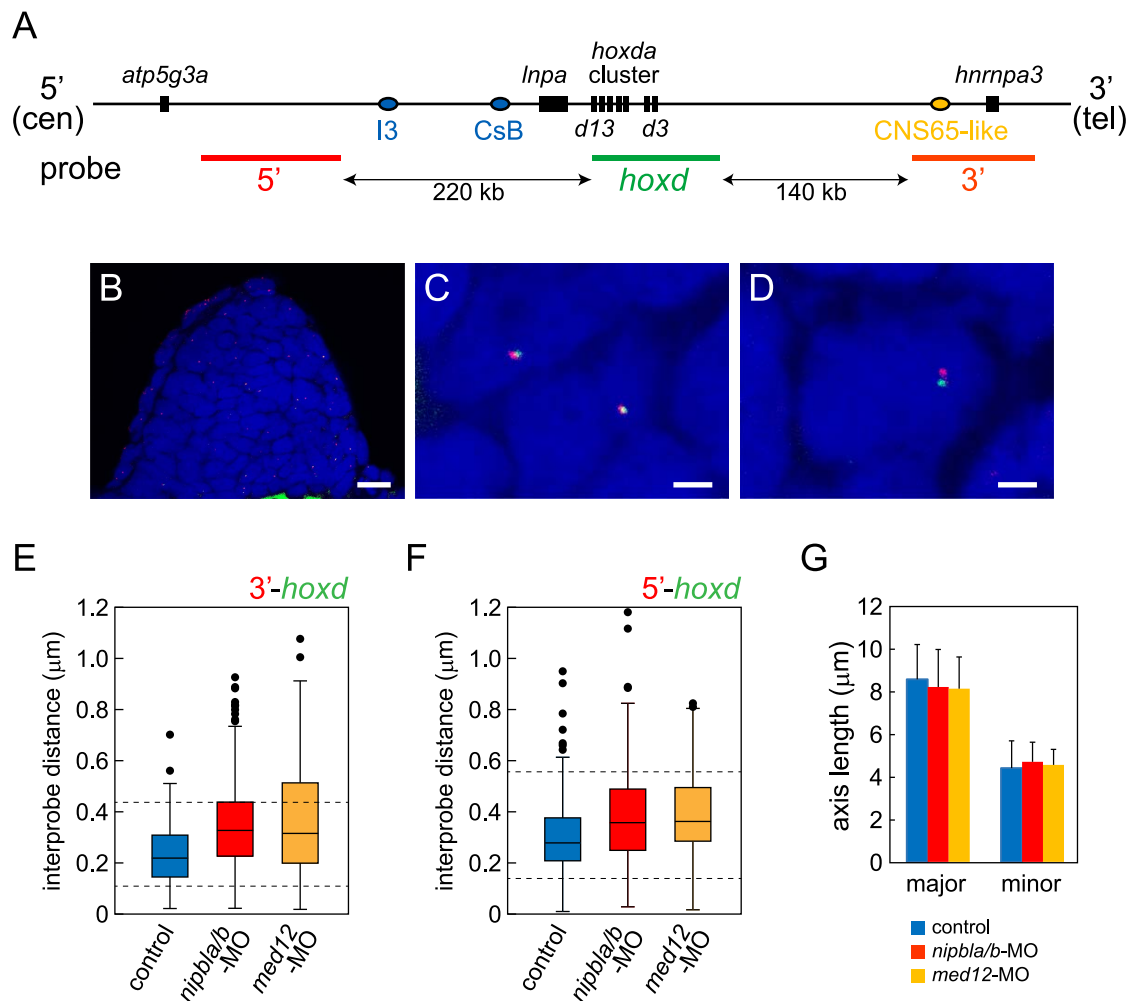 A
5’
(cen)
atp5g3a
I3
CsB
lnpa
hoxda
cluster
d13
d3
CNS65-like
hnrnpa3
3’
(tel)
probe
5’
220 kb
hoxd
140 kb
3’
B
C
D
E
3’-hoxd
interprobe distance (μm)
1.2
1.0
0.8
0.6
0.4
0.2
0
control
nipbla/b
-MO
med12
-MO
F
5’-hoxd
interprobe distance (μm)
1.2
1.0
0.8
0.6
0.4
0.2
0
control
nipbla/b
-MO
med12
-MO
G
axis length (μm)
12
10
8
6
4
2
0
major
minor
control
nipbla/b-MO
med12-MO